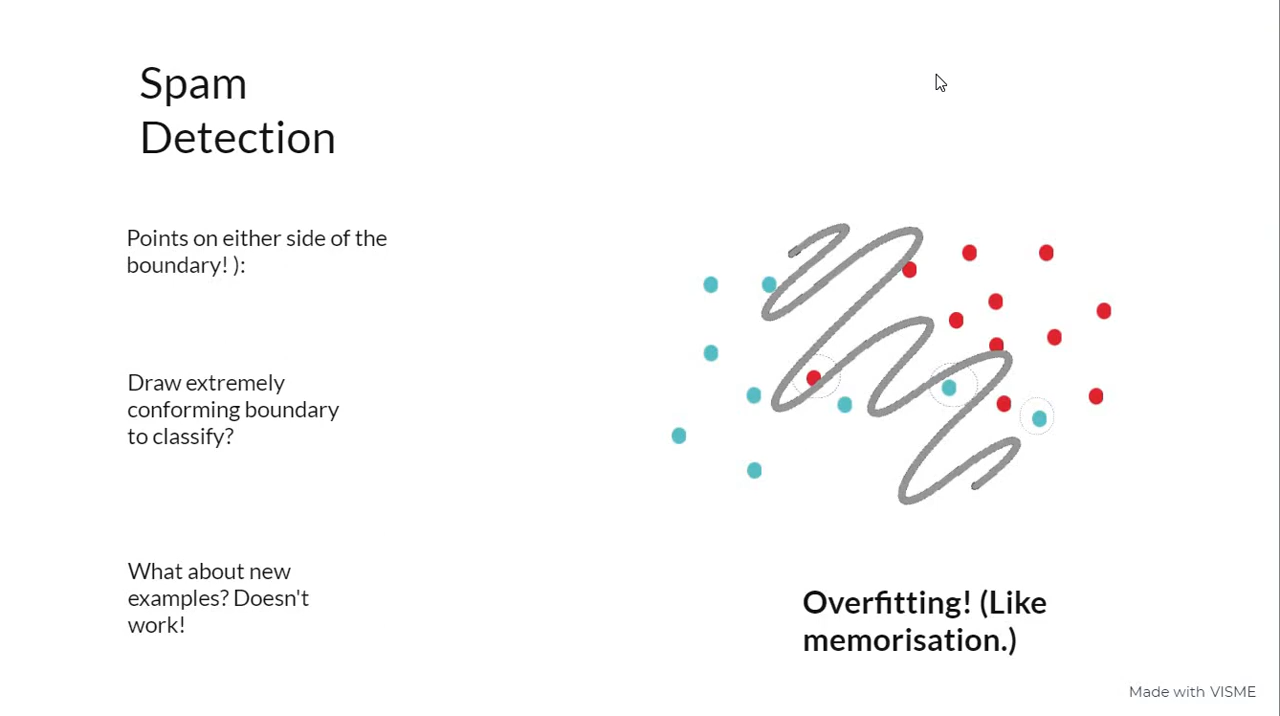 Spam
Detection
Points on either side of the
boundary! ):
Draw extremely
conforming boundary
to classify?
What about new
examples? Doesn't
work!
Overfitting! (Like
memorisation.)
Made with VISME